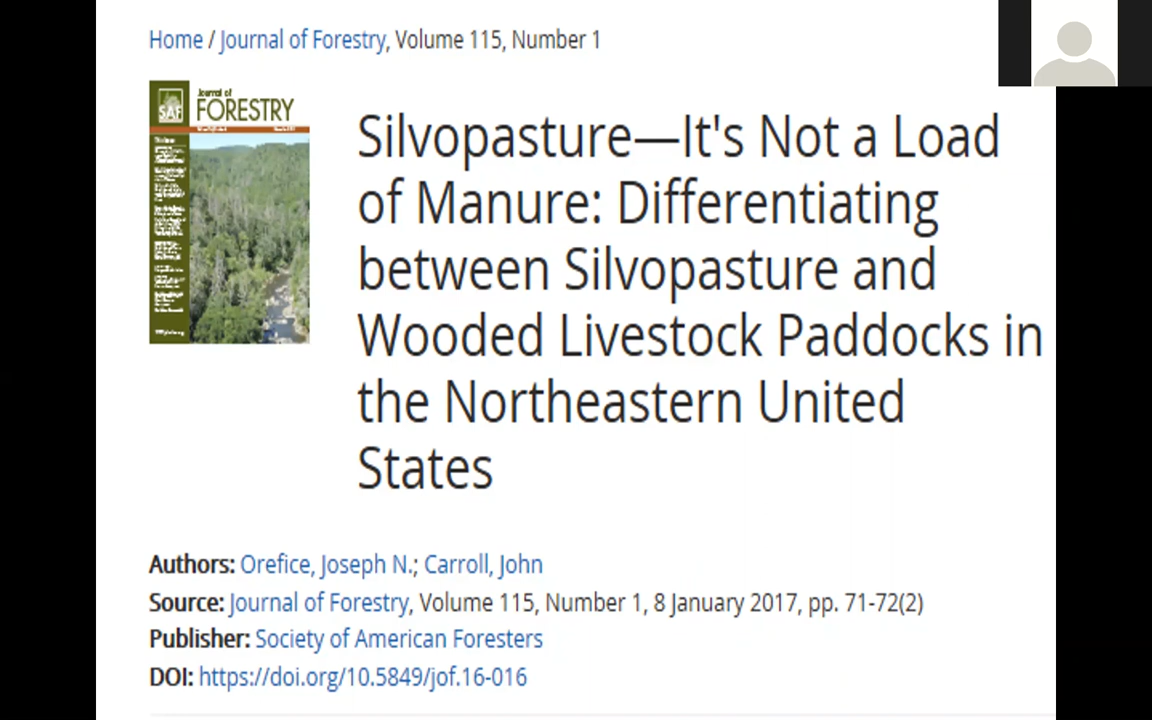 Home / Journal of Forestry, Volume 115, Number 1
Journal of
FORESTRY
SAF
Silvopasture—It's Not a Load
of Manure: Differentiating
between Silvopasture and
Wooded Livestock Paddocks in
the Northeastern United
States
Authors: Orefice, Joseph N.; Carroll, John
Source: Journal of Forestry, Volume 115, Number 1, 8 January 2017, pp. 71-72(2)
Publisher: Society of American Foresters
DOI: https://doi.org/10.5849/jof.16-016